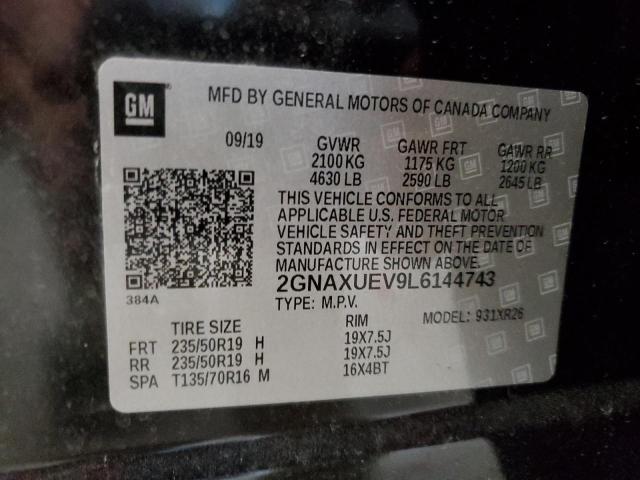 GM
MFD BY GENERAL MOTORS OF CANADA COMPANY
09/19 GVWR GAWR FRT GAWR RR
2100 KG 1175 KG 1200 KG
4630 LB 2590 LB 2645 LB
THIS VEHICLE CONFORMS TO ALL
APPLICABLE U.S. FEDERAL MOTOR
VEHICLE SAFETY AND THEFT PREVENTION
STANDARDS IN EFFECT ON THE DATE OF
MANUFACTURE SHOWN ABOVE.
2GNAXUEV9L6144743
384A
TYPE: M.P.V. MODEL: 931XR26
TIRE SIZE RIM
FRT 235/50R19 H 19X7.5J
RR 235/50R19 H 19X7.5J
SPA T135/70R16 M 16X4BT